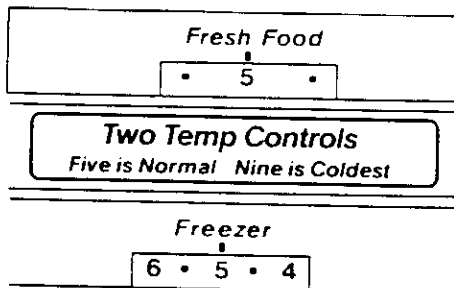 Fresh Food
• 5 •
Two Temp Controls
Five is Normal Nine is Coldest
Freezer
6 • 5 • 4